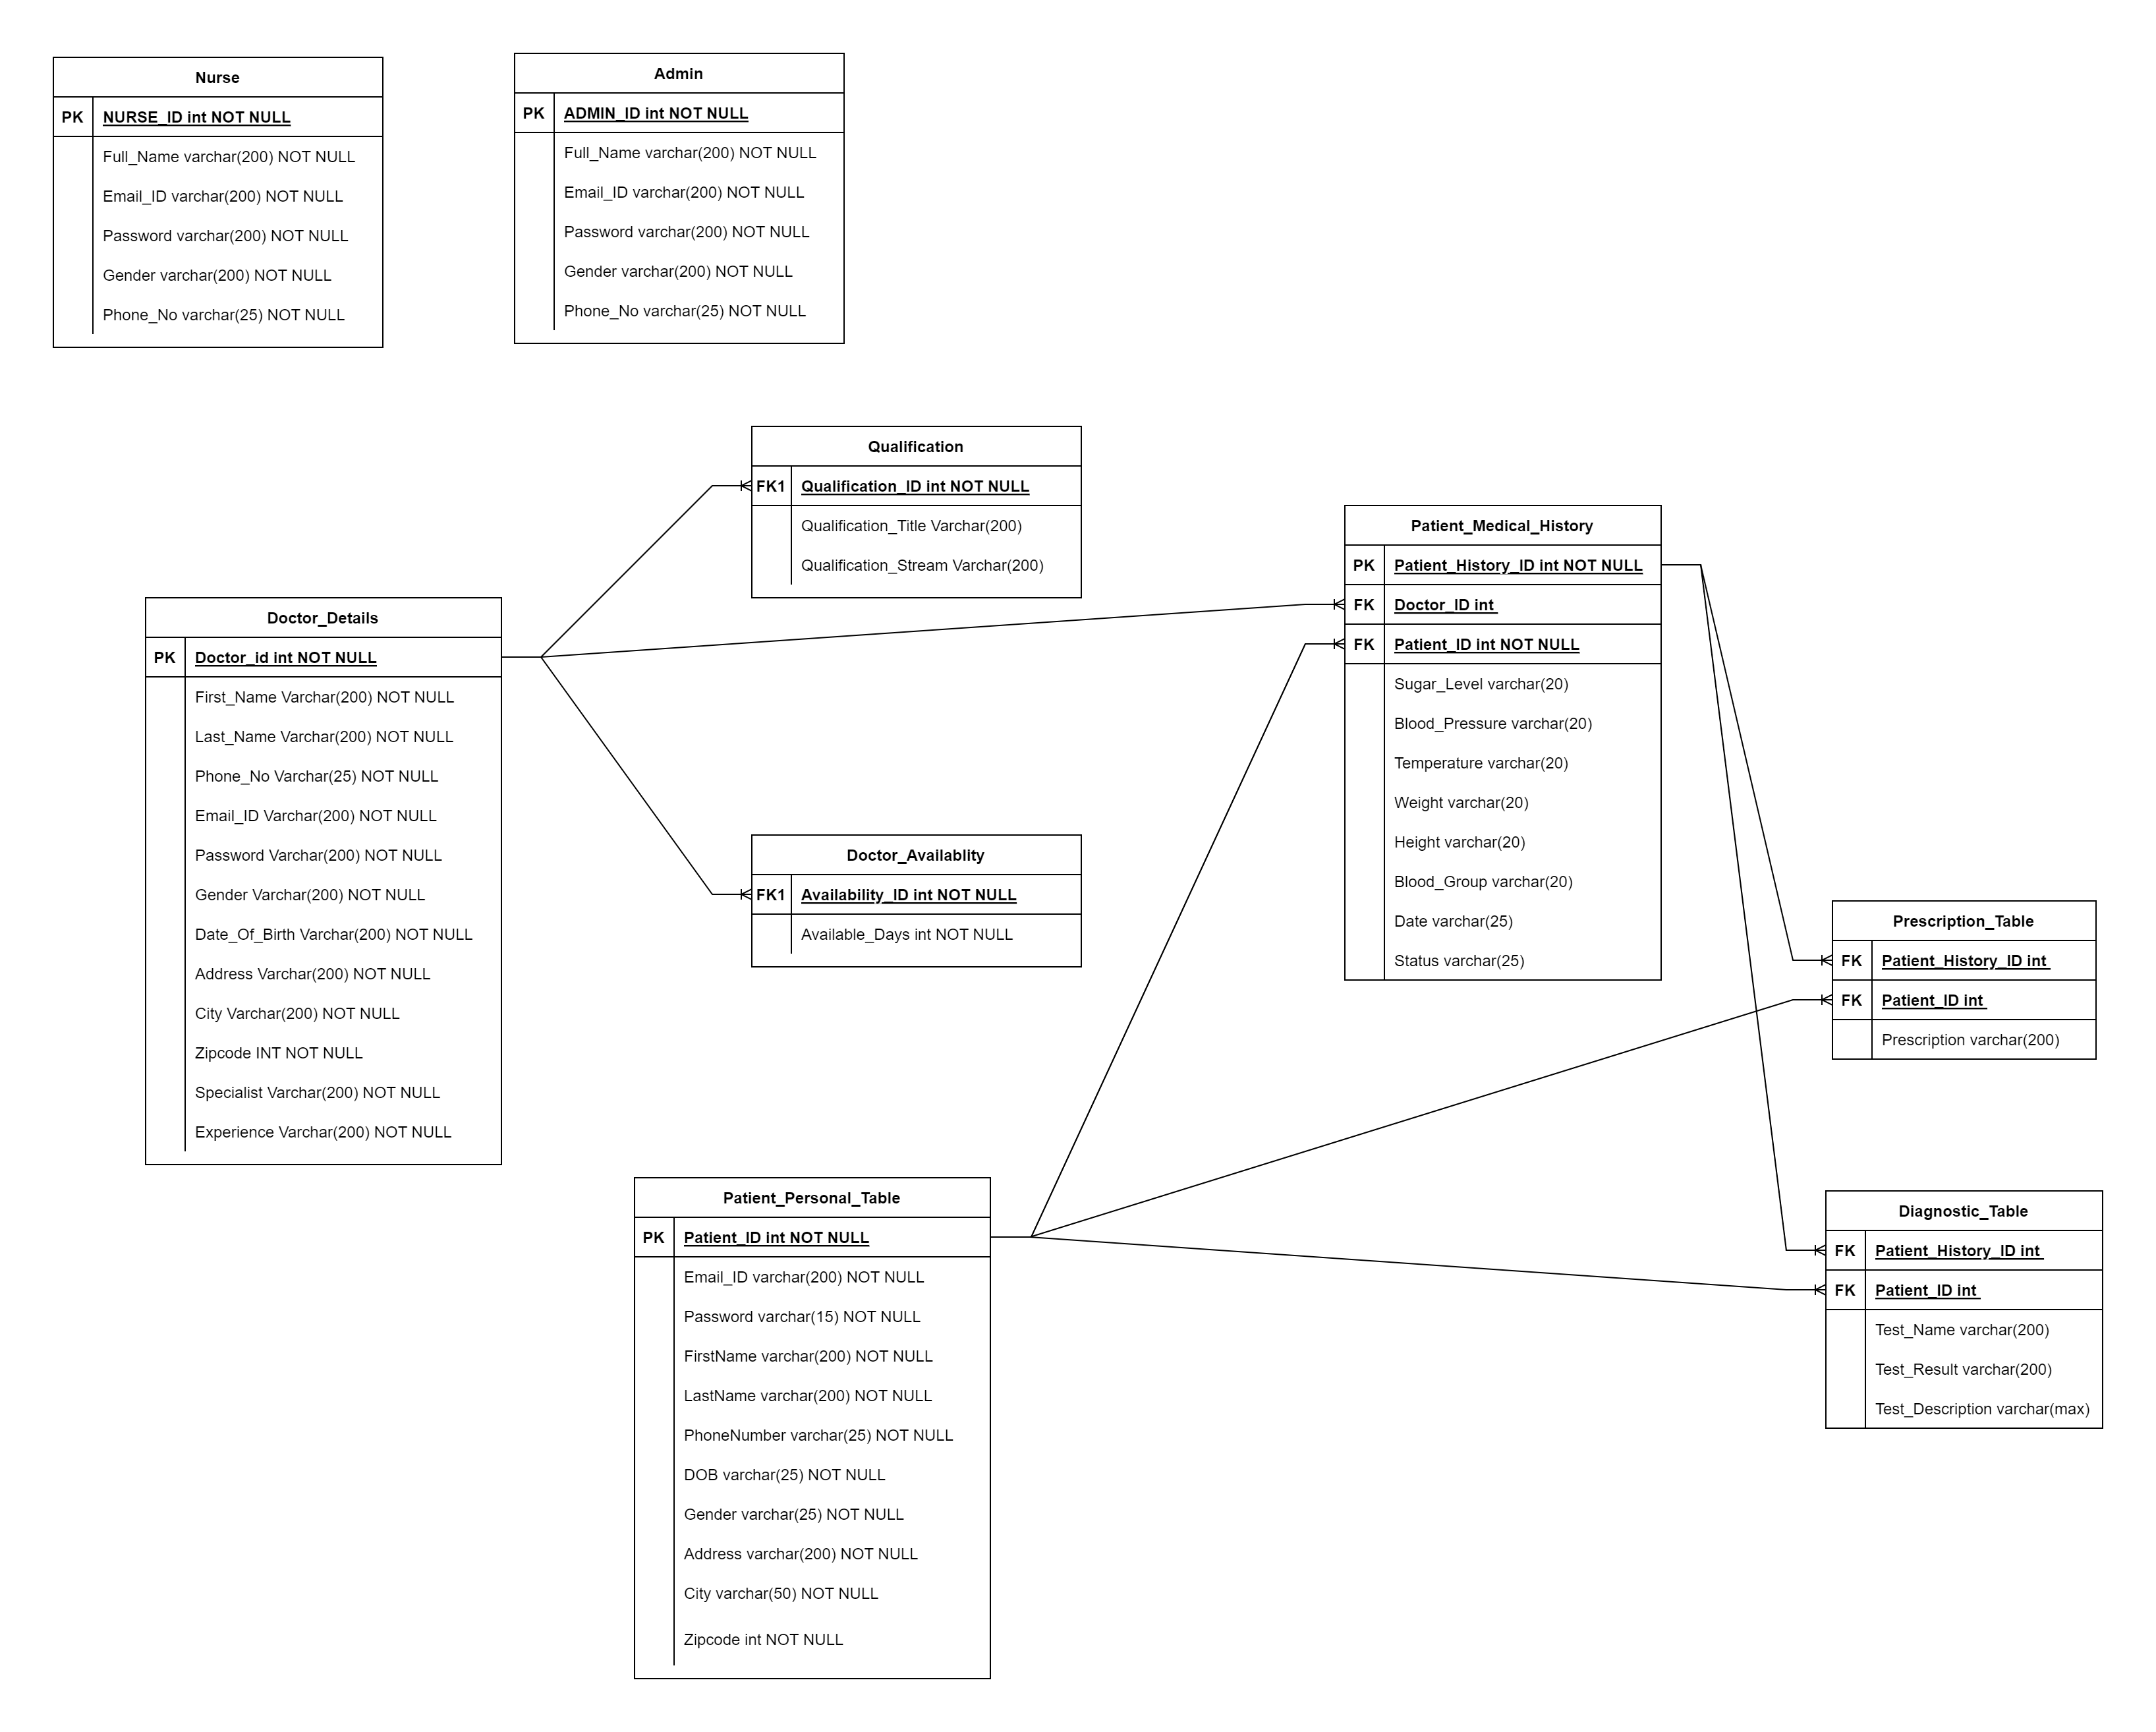 Nurse
PK NURSE_ID int NOT NULL
Full_Name varchar(200) NOT NULL
Email_ID varchar(200) NOT NULL
Password varchar(200) NOT NULL
Gender varchar(200) NOT NULL
Phone_No varchar(25) NOT NULL
Admin
PK ADMIN_ID int NOT NULL
Full_Name varchar(200) NOT NULL
Email_ID varchar(200) NOT NULL
Password varchar(200) NOT NULL
Gender varchar(200) NOT NULL
Phone_No varchar(25) NOT NULL
Qualification
FK1 Qualification_ID int NOT NULL
Qualification_Title Varchar(200)
Qualification_Stream Varchar(200)
Doctor_Details
PK Doctor_id int NOT NULL
First_Name Varchar(200) NOT NULL
Last_Name Varchar(200) NOT NULL
Phone_No Varchar(25) NOT NULL
Email_ID Varchar(200) NOT NULL
Password Varchar(200) NOT NULL
Gender Varchar(200) NOT NULL
Date_Of_Birth Varchar(200) NOT NULL
Address Varchar(200) NOT NULL
City Varchar(200) NOT NULL
Zipcode INT NOT NULL
Specialist Varchar(200) NOT NULL
Experience Varchar(200) NOT NULL
Doctor_Availablity
FK1 Availability_ID int NOT NULL
Available_Days int NOT NULL
Patient_Medical_History
PK Patient_History_ID int NOT NULL
FK Doctor_ID int
FK Patient_ID int NOT NULL
Sugar_Level varchar(20)
Blood_Pressure varchar(20)
Temperature varchar(20)
Weight varchar(20)
Height varchar(20)
Blood_Group varchar(20)
Date varchar(25)
Status varchar(25)
Prescription_Table
FK Patient_History_ID int
FK Patient_ID int
Prescription varchar(200)
Patient_Personal_Table
PK Patient_ID int NOT NULL
Email_ID varchar(200) NOT NULL
Password varchar(15) NOT NULL
FirstName varchar(200) NOT NULL
LastName varchar(200) NOT NULL
PhoneNumber varchar(25) NOT NULL
DOB varchar(25) NOT NULL
Gender varchar(25) NOT NULL
Address varchar(200) NOT NULL
City varchar(50) NOT NULL
Zipcode int NOT NULL
Diagnostic_Table
FK Patient_History_ID int
FK Patient_ID int
Test_Name varchar(200)
Test_Result varchar(200)
Test_Description varchar(max)